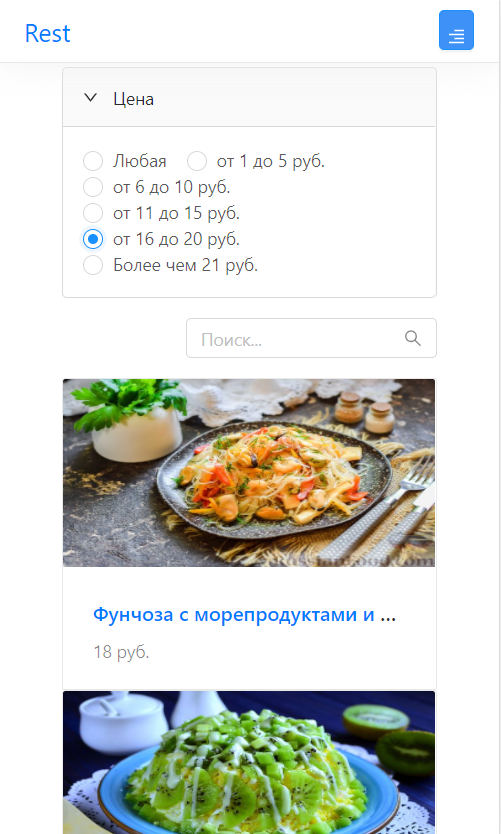 Rest
Цена
Любая от 1 до 5 руб.
от 6 до 10 руб.
от 11 до 15 руб.
от 16 до 20 руб.
Более чем 21 руб.
Поиск...
Фунчоза с морепродуктами и ...
18 руб.